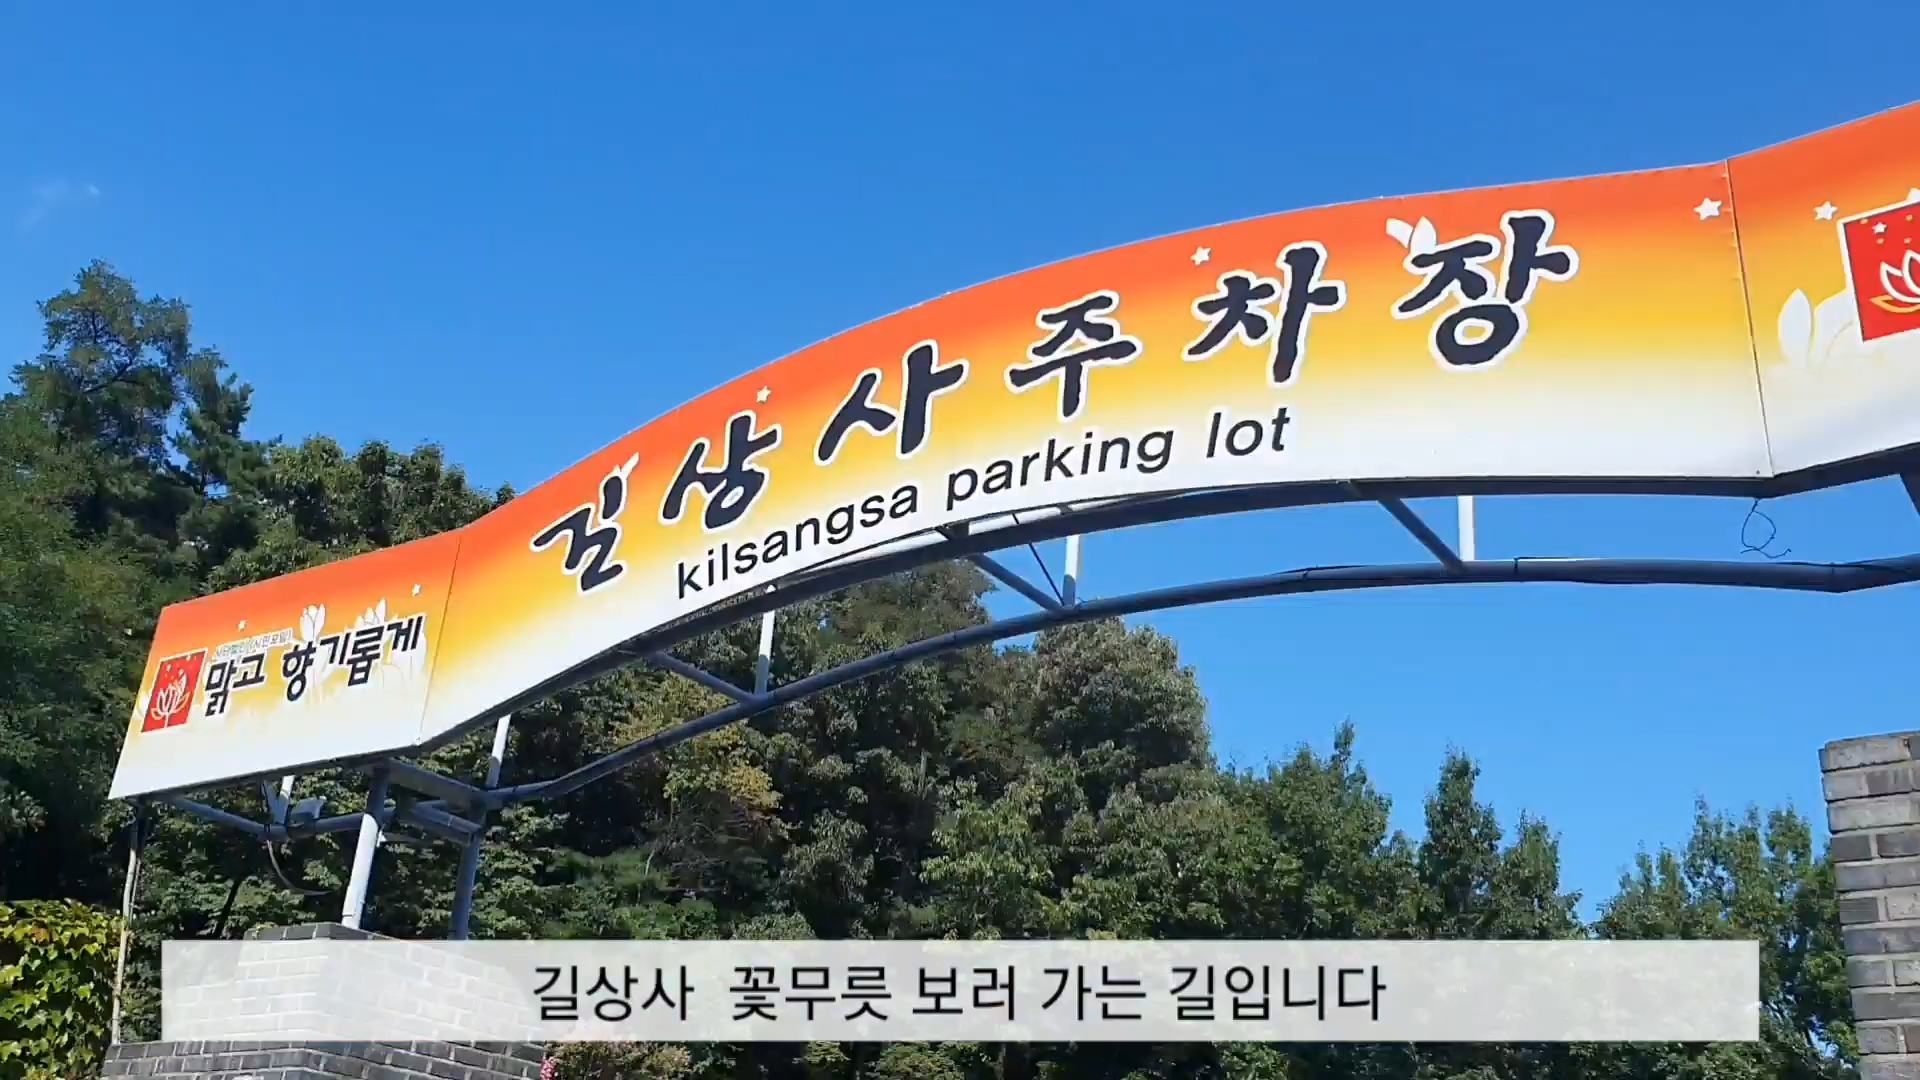 길상사주차장
kilsangsa parking lot
맑고 향기롭게
길상사 꽃무릇 보러 가는 길입니다